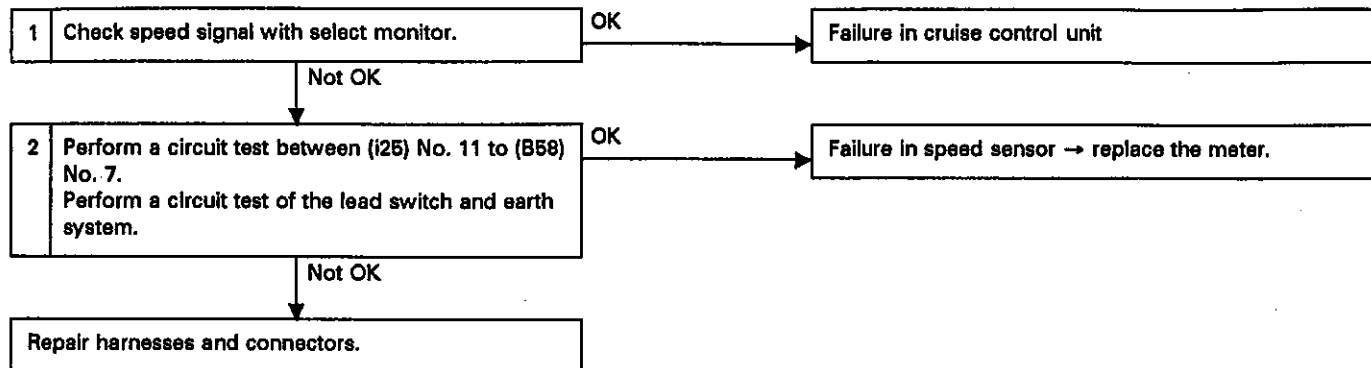 1 Check speed signal with select monitor.
OK
Failure in cruise control unit
Not OK
2 Perform a circuit test between (i25) No. 11 to (B58)
No. 7.
Perform a circuit test of the lead switch and earth
system.
OK
Failure in speed sensor → replace the meter.
Not OK
Repair harnesses and connectors.